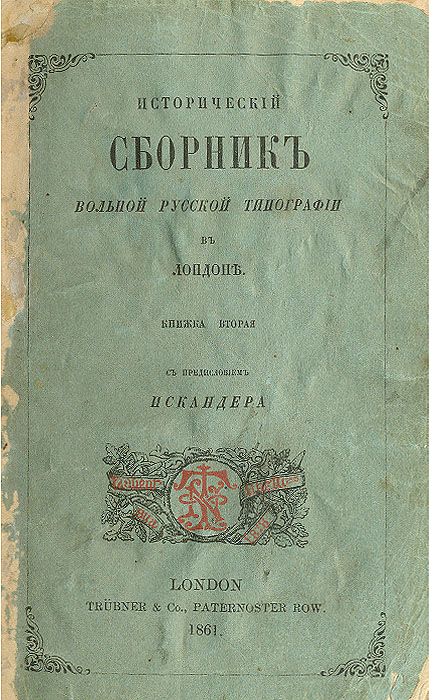 ИСТОРИЧЕСКІЙ
СБОРНИКЪ
ВОЛЬНОЙ РУССКОЙ ТИПОГРАФІИ
ВЪ
ЛОНДОНѢ.
КНИЖКА ВТОРАЯ
СЪ ПРЕДИСЛОВІЕМЪ
ИСКАНДЕРА
LONDON
TRÜBNER & Co., PATERNOSTER ROW.
1861.